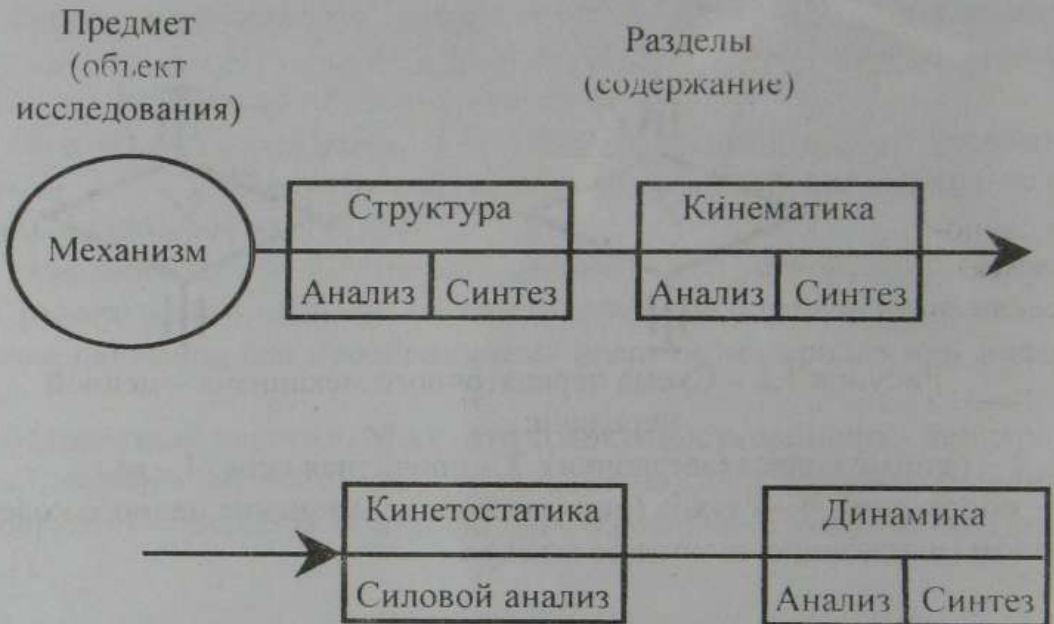 Предмет
(объект
исследования)
Разделы
(содержание)
Механизм
Структура
Анализ
Синтез
Кинематика
Анализ
Синтез
Кинетостатика
Силовой анализ
Динамика
Анализ
Синтез